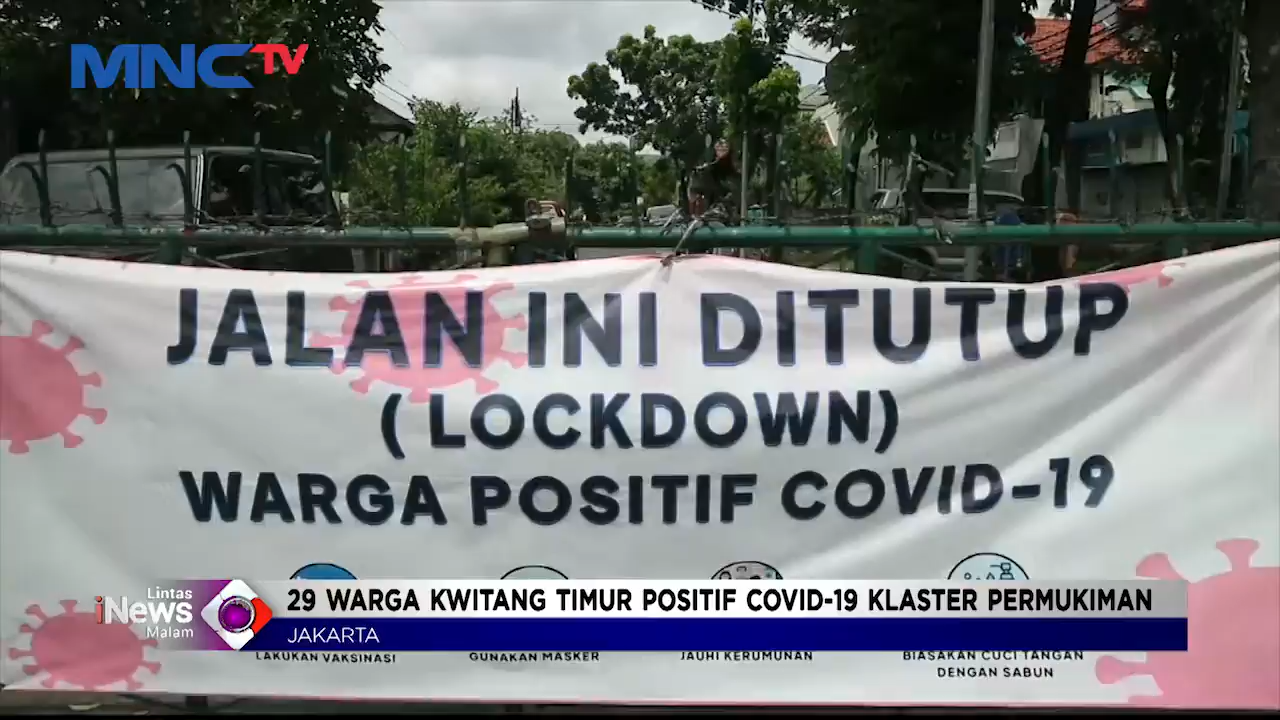 MNCTV
JALAN INI DITUTUP
( LOCKDOWN)
WARGA POSITIF COVID-19
Lintas
iNews
Malam
29 WARGA KWITANG TIMUR POSITIF COVID-19 KLASTER PERMUKIMAN
JAKARTA
LAKUKAN VAKSINASI
GUNAKAN MASKER
JAUHI KERUMUNAN
BIASAKAN CUCI TANGAN
DENGAN SABUN